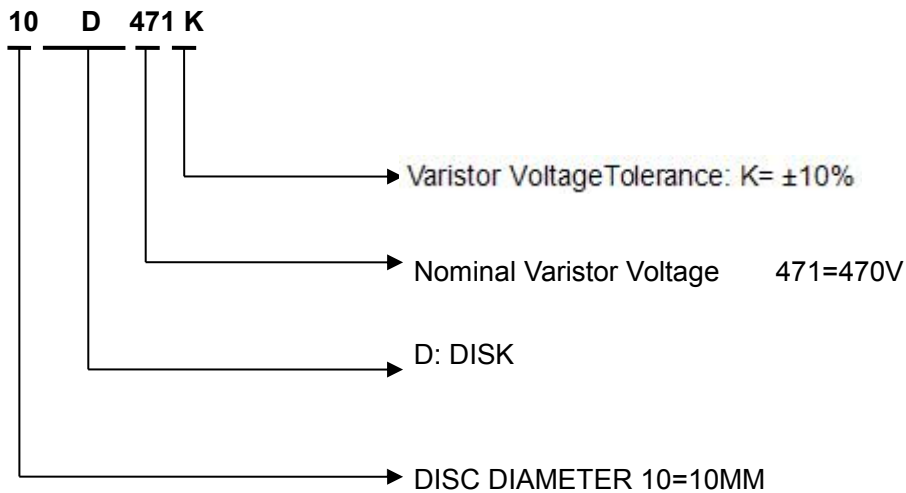 10 D 471 K
Varistor VoltageTolerance: K= ±10%
Nominal Varistor Voltage 471=470V
D: DISK
DISC DIAMETER 10=10MM